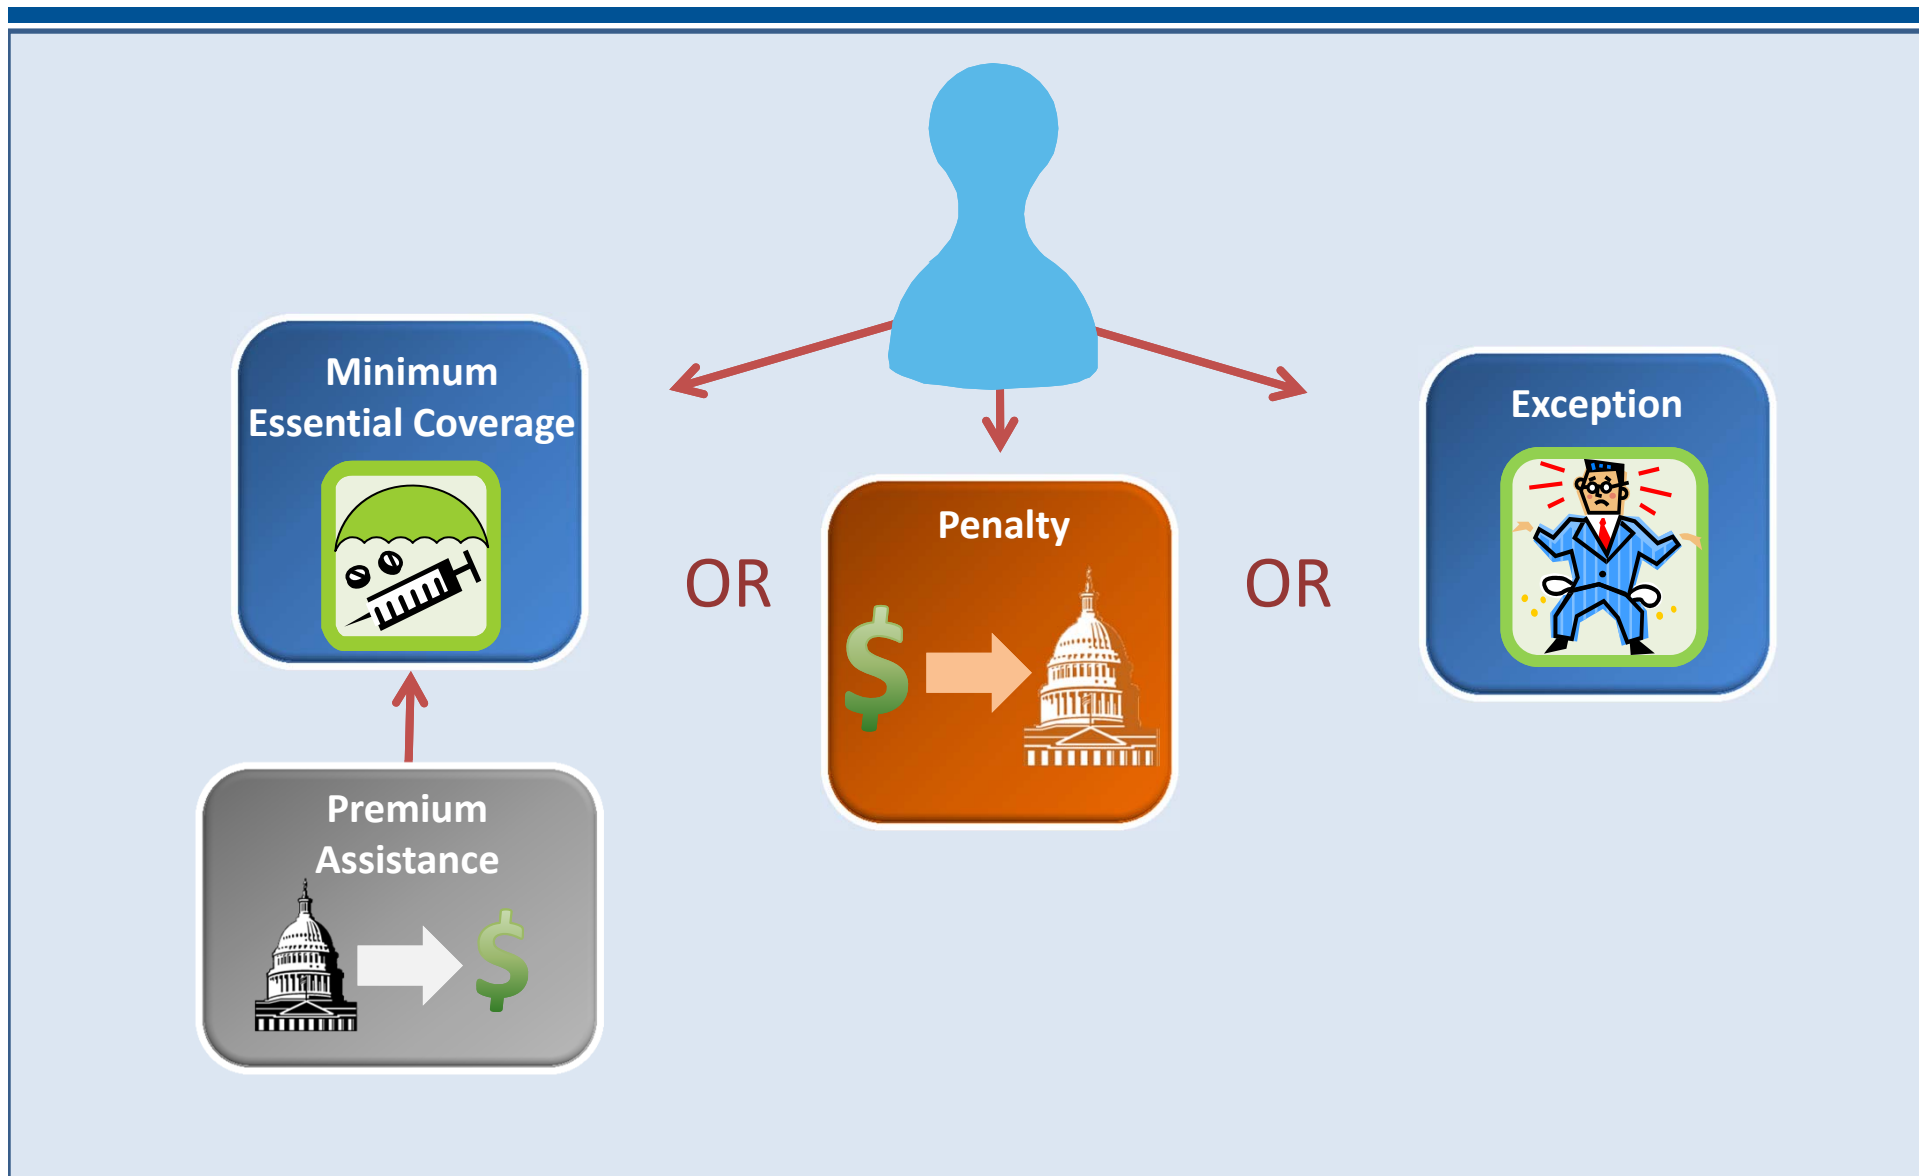 Minimum
Essential Coverage
OR
Penalty
$
OR
Exception
Premium
Assistance
$